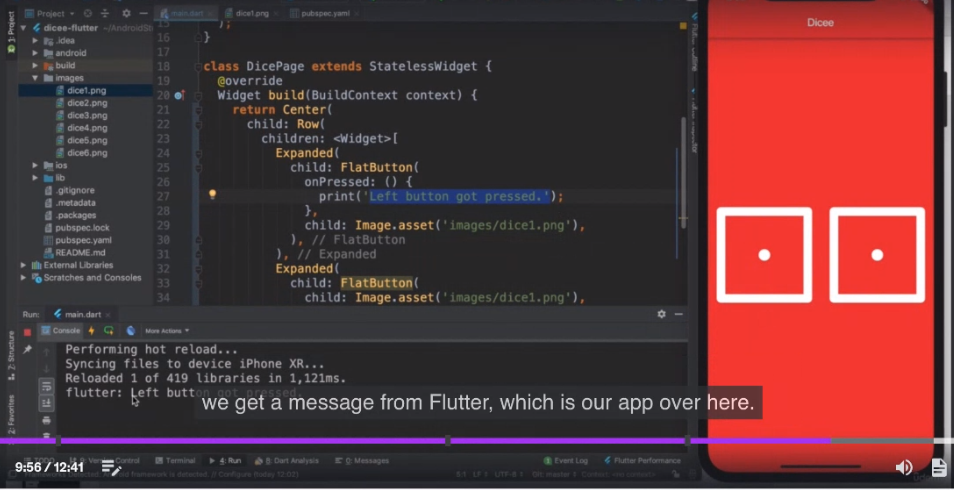 1: Project
Project
main.dart
dice1.png
pubspec.yaml
dicee-flutter ~/AndroidSt
.idea
android
build
images
dice1.png
dice2.png
dice3.png
dice4.png
dice5.png
dice6.png
ios
lib
.gitignore
.metadata
.packages
pubspec.lock
pubspec.yaml
README.md
External Libraries
Scratches and Consoles
15 );
16 }
17
18 class DicePage extends StatelessWidget {
19 @override
20 Widget build(BuildContext context) {
21 return Center(
22 child: Row(
23 children: <Widget>[
24 Expanded(
25 child: FlatButton(
26 onPressed: () {
27 print('Left button got pressed.');
28 },
29 child: Image.asset('images/dice1.png'),
30 ), // FlatButton
31 ), // Expanded
32 Expanded(
33 child: FlatButton(
34 child: Image.asset('images/dice1.png'),
Dicee
Run: main.dart
Console
More Actions
Performing hot reload...
Syncing files to device iPhone XR...
Reloaded 1 of 419 libraries in 1,121ms.
flutter: Left button got pressed.
we get a message from Flutter, which is our app over here.
Z: Structure
2: Favorites
TODO
9: Version Control
Terminal
4: Run
Dart Analysis
0: Messages
Event Log
Flutter Performance
9:56 / 12:41